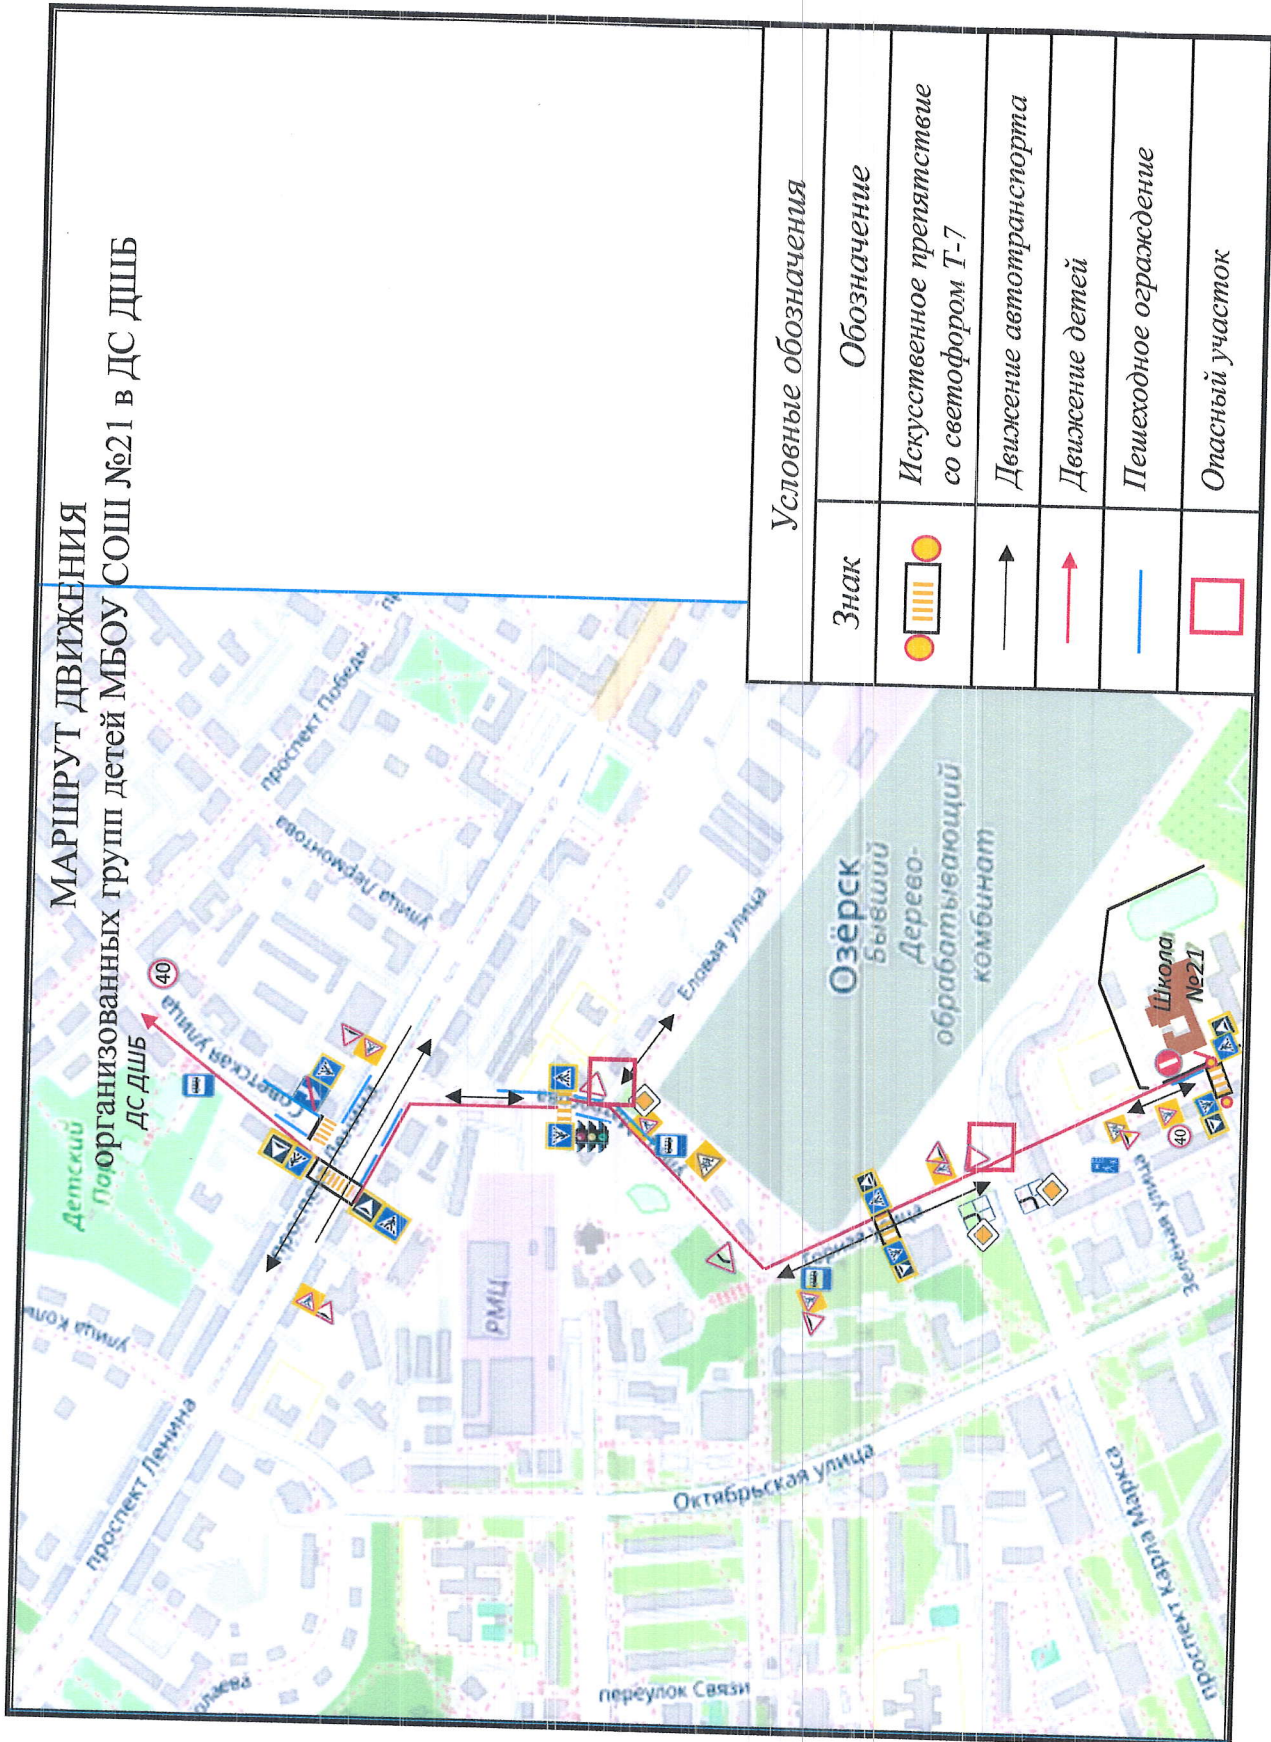 МАРШРУТ ДВИЖЕНИЯ
организованных групп детей МБОУ СОШ №21 в ДС ДШБ
ДС ДШБ
Детский
40
Советская улица
проспект Победы
улица Лермонтова
проспект Ленина
РМЦ
Еловая улица
Озёрск
Бывший
Дерево-
обрабатывающий
комбинат
Школа
№21
40
Зелёная улица
Октябрьская улица
проспект Карла Маркса
переулок Связи
Условные обозначения
Знак
Обозначение
Искусственное препятствие
со светофором Т-7
Движение автотранспорта
Движение детей
Пешеходное ограждение
Опасный участок